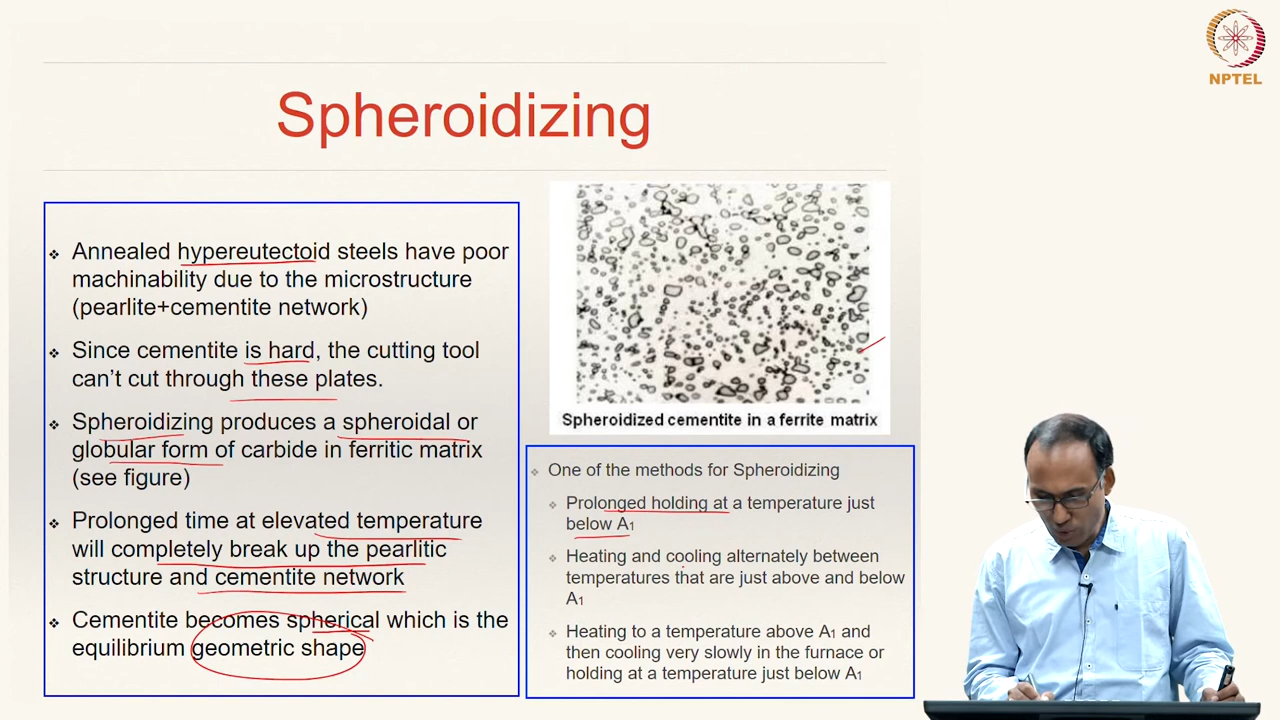 NPTEL
Spheroidizing
❖ Annealed hypereutectoid steels have poor
machinability due to the microstructure
(pearlite+cementite network)
❖ Since cementite is hard, the cutting tool
can't cut through these plates.
❖ Spheroidizing produces a spheroidal or
globular form of carbide in ferritic matrix
(see figure)
❖ Prolonged time at elevated temperature
will completely break up the pearlitic
structure and cementite network
❖ Cementite becomes spherical which is the
equilibrium geometric shape
Spheroidized cementite in a ferrite matrix
❖ One of the methods for Spheroidizing
❖ Prolonged holding at a temperature just
below A₁
❖ Heating and cooling alternately between
temperatures that are just above and below
A₁
❖ Heating to a temperature above A₁ and
then cooling very slowly in the furnace or
holding at a temperature just below A₁